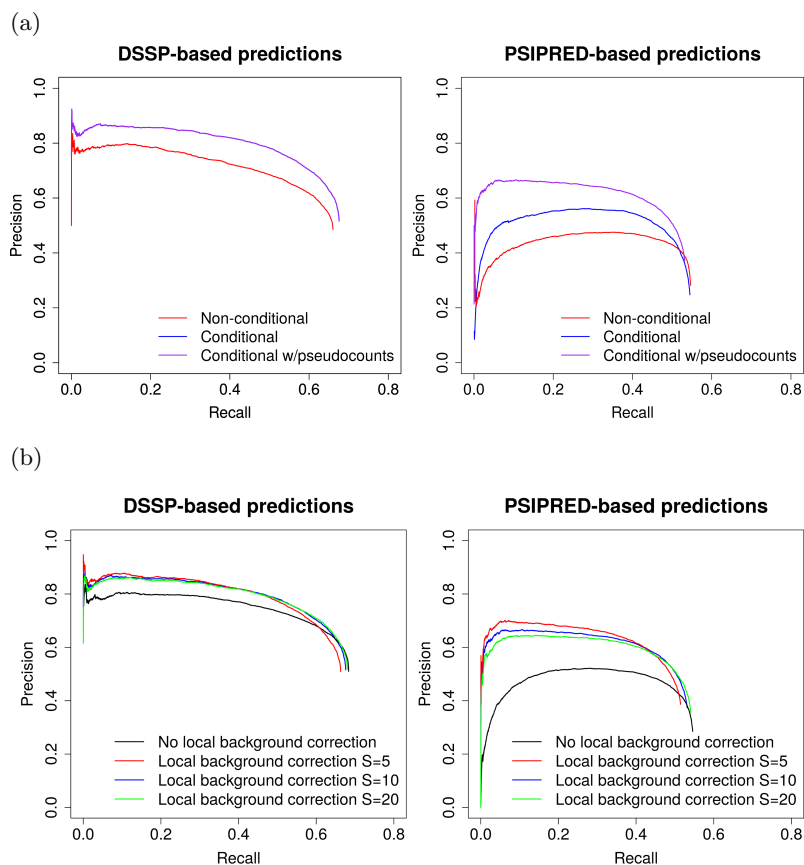 (a)
DSSP-based predictions
PSIPRED-based predictions
Precision
0.0 0.2 0.4 0.6 0.8 1.0
Non-conditional
Conditional
Conditional w/pseudocounts
0.0 0.2 0.4 0.6 0.8
Recall
Precision
0.0 0.2 0.4 0.6 0.8 1.0
Non-conditional
Conditional
Conditional w/pseudocounts
0.0 0.2 0.4 0.6 0.8
Recall
(b)
DSSP-based predictions
PSIPRED-based predictions
Precision
0.0 0.2 0.4 0.6 0.8 1.0
No local background correction
Local background correction S=5
Local background correction S=10
Local background correction S=20
0.0 0.2 0.4 0.6 0.8
Recall
Precision
0.0 0.2 0.4 0.6 0.8 1.0
No local background correction
Local background correction S=5
Local background correction S=10
Local background correction S=20
0.0 0.2 0.4 0.6 0.8
Recall